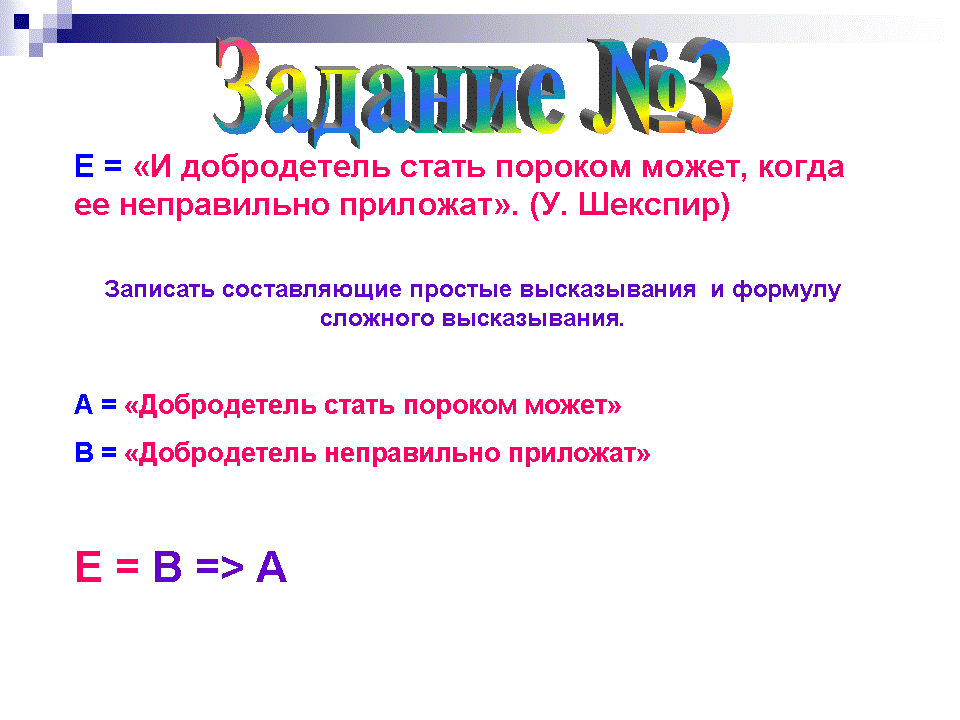 Задание №3
Е = «И добродетель стать пороком может, когда
ее неправильно приложат». (У. Шекспир)
Записать составляющие простые высказывания и формулу
сложного высказывания.
А = «Добродетель стать пороком может»
В = «Добродетель неправильно приложат»
Е = В => А